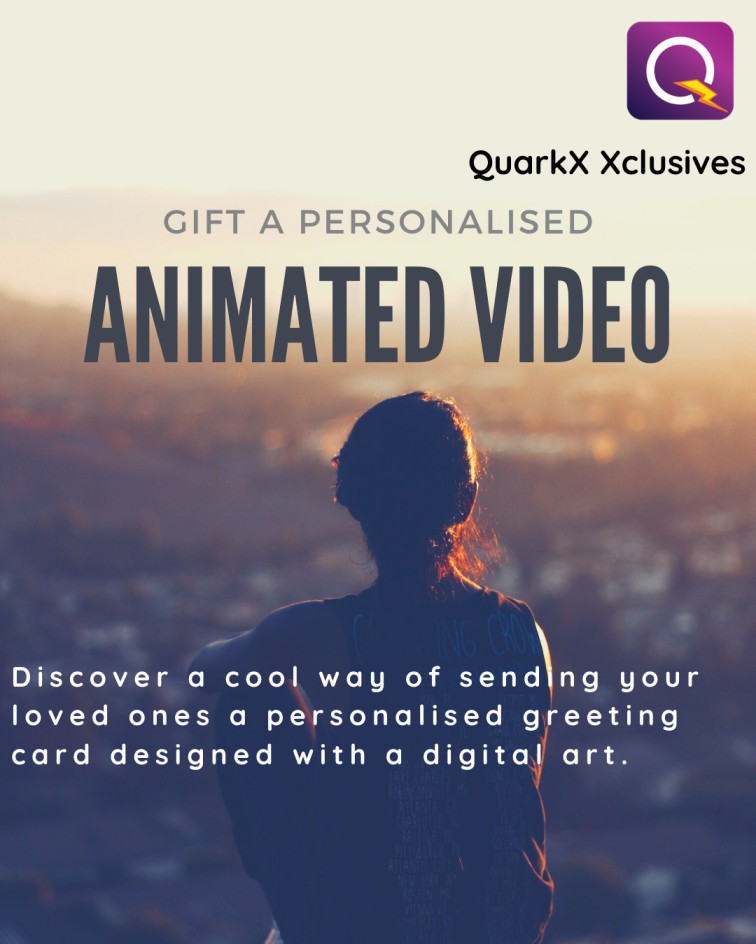 QuarkX Xclusives
GIFT A PERSONALISED
ANIMATED VIDEO
Discover a cool way of sending your
loved ones a personalised greeting
card designed with a digital art.